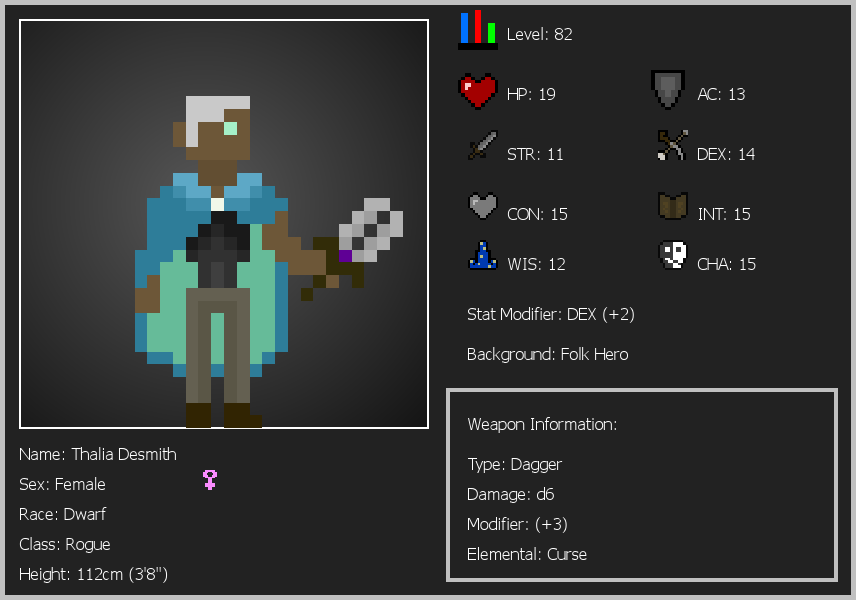 Level: 82
HP: 19
AC: 13
STR: 11
DEX: 14
CON: 15
INT: 15
WIS: 12
CHA: 15
Stat Modifier: DEX (+2)
Background: Folk Hero
Weapon Information:
Type: Dagger
Damage: d6
Modifier: (+3)
Elemental: Curse
Name: Thalia Desmith
Sex: Female
Race: Dwarf
Class: Rogue
Height: 112cm (3'8")